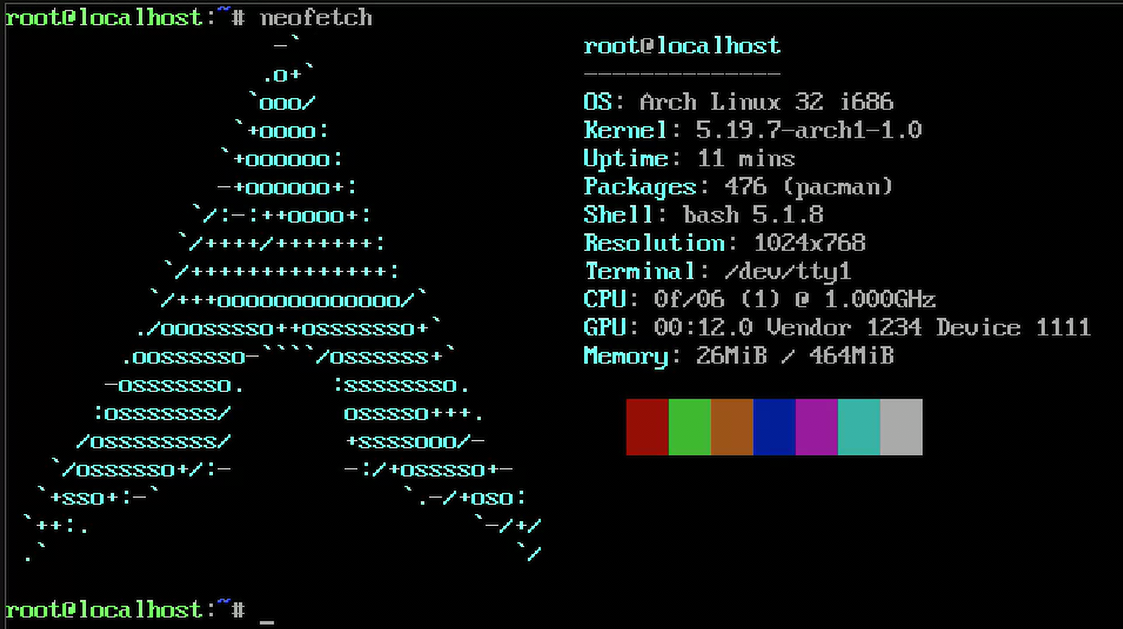 root@localhost:~# neofetch
-`
.o+`
`ooo/
`+oooo:
`+oooooo:
-+oooooo+:
`/:-:++oooo+:
`/++++/+++++++:
`/++++++++++++++:
`/+++ooooooooooooo/`
./ooosssso++osssssso+`
.oossssso-````/ossssss+`
-osssssso.      :ssssssso.
:osssssss/        osssso+++.
/ossssssss/        +ssssooo/-
`/ossssso+/:-        -:/+osssso+-
`+sso+:-`                 `.-/+oso:
`++:.                           `-/+/
.`                                 `/
root@localhost
--------------
OS: Arch Linux 32 i686
Kernel: 5.19.7-arch1-1.0
Uptime: 11 mins
Packages: 476 (pacman)
Shell: bash 5.1.8
Resolution: 1024x768
Terminal: /dev/tty1
CPU: 0f/06 (1) @ 1.000GHz
GPU: 00:12.0 Vendor 1234 Device 1111
Memory: 26MiB / 464MiB
root@localhost:~# _